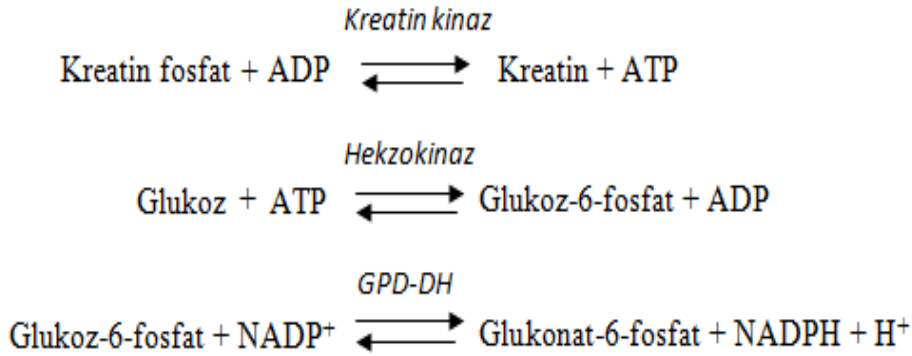 Kreatin kinaz
Kreatin fosfat + ADP ⇌ Kreatin + ATP
Hekzokinaz
Glukoz + ATP ⇌ Glukoz-6-fosfat + ADP
GPD-DH
Glukoz-6-fosfat + NADP⁺ ⇌ Glukonat-6-fosfat + NADPH + H⁺